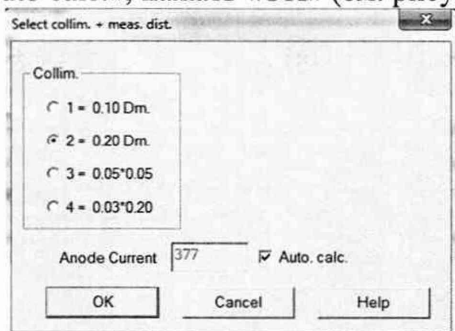 Select collim. + meas. dist.
x
Collim.
1 = 0.10 Dm.
2 = 0.20 Dm.
3 = 0.05*0.05
4 = 0.03*0.20
Anode Current 377 Auto. calc.
OK Cancel Help